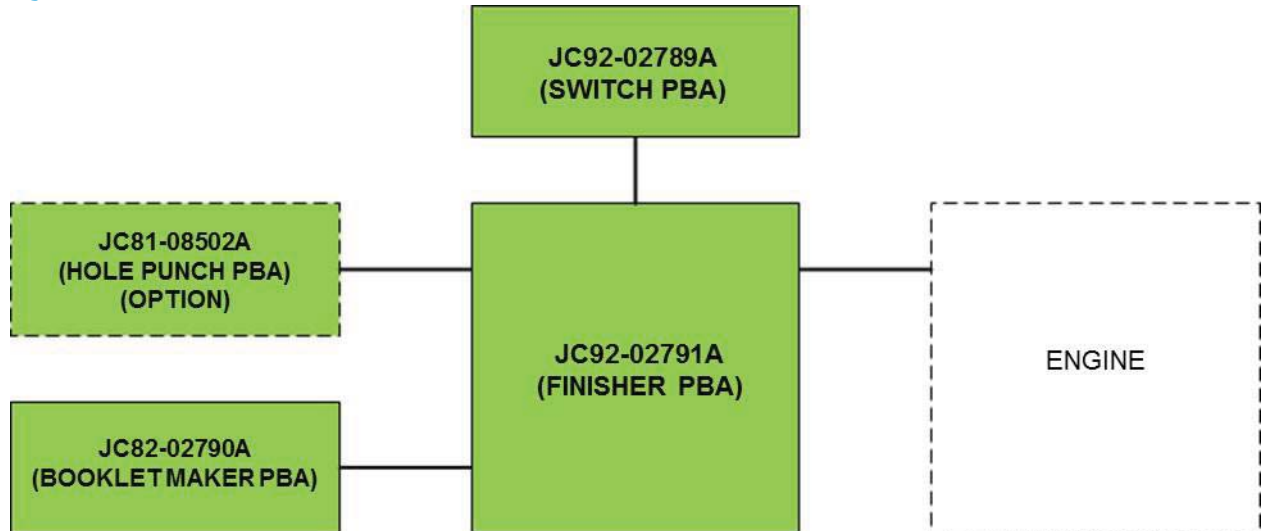 JC92-02789A
(SWITCH PBA)
JC81-08502A
(HOLE PUNCH PBA)
(OPTION)
JC92-02791A
(FINISHER PBA)
ENGINE
JC82-02790A
(BOOKLET MAKER PBA)